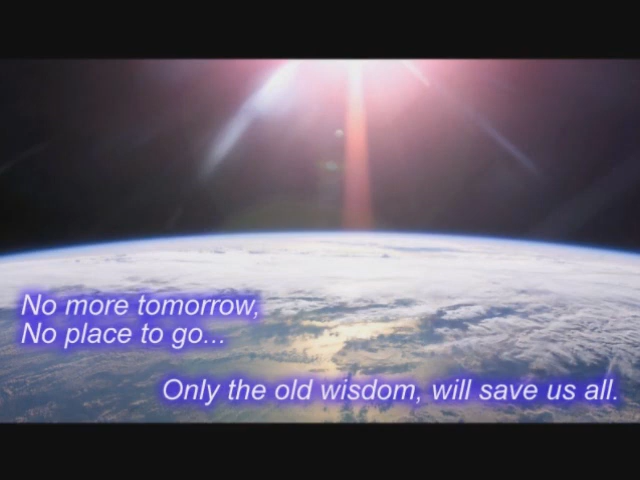 No more tomorrow,
No place to go...
Only the old wisdom, will save us all.